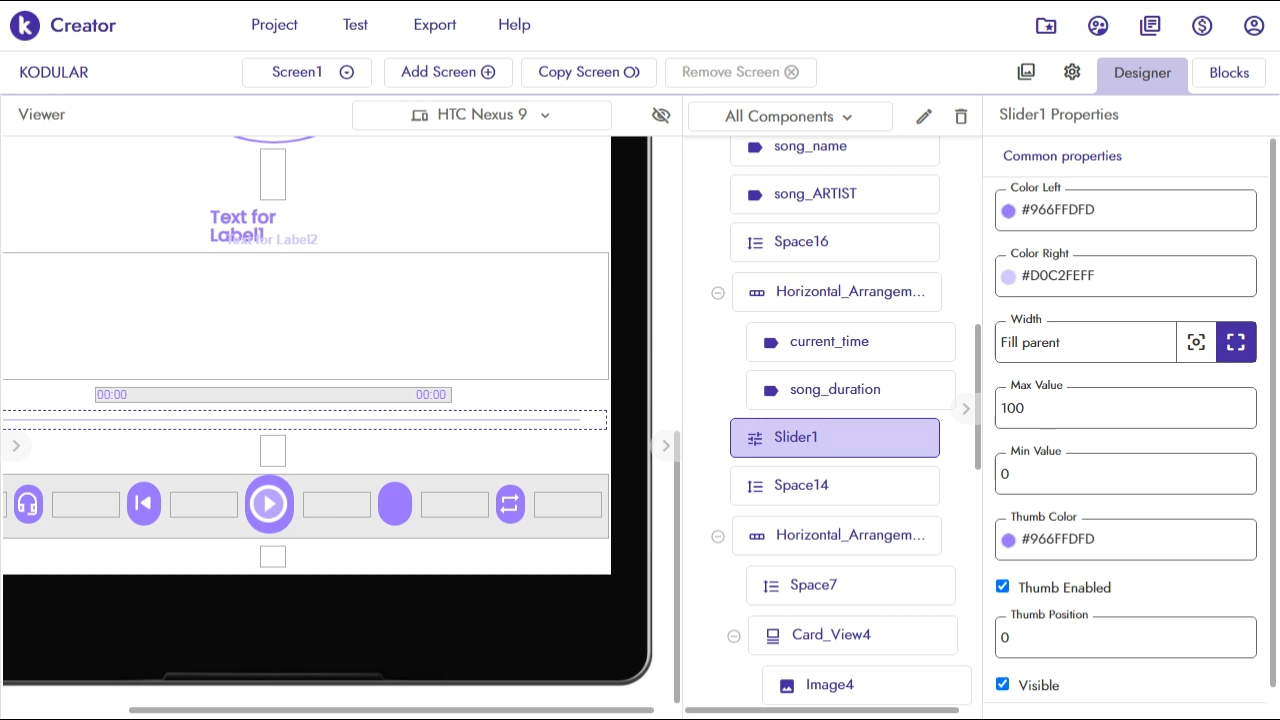 Creator
Project
Test
Export
Help
KODULAR
Screen1
Add Screen
Copy Screen
Remove Screen
Designer
Blocks
Viewer
HTC Nexus 9
All Components
Slider1 Properties
Text for
Label1
Text for Label2
00:00
00:00
song_name
song_ARTIST
Space16
Horizontal_Arrangem...
current_time
song_duration
Slider1
Space14
Horizontal_Arrangem...
Space7
Card_View4
Image4
Common properties
Color Left
#966FFDFD
Color Right
#D0C2FEFF
Width
Fill parent
Max Value
100
Min Value
0
Thumb Color
#966FFDFD
Thumb Enabled
Thumb Position
0
Visible